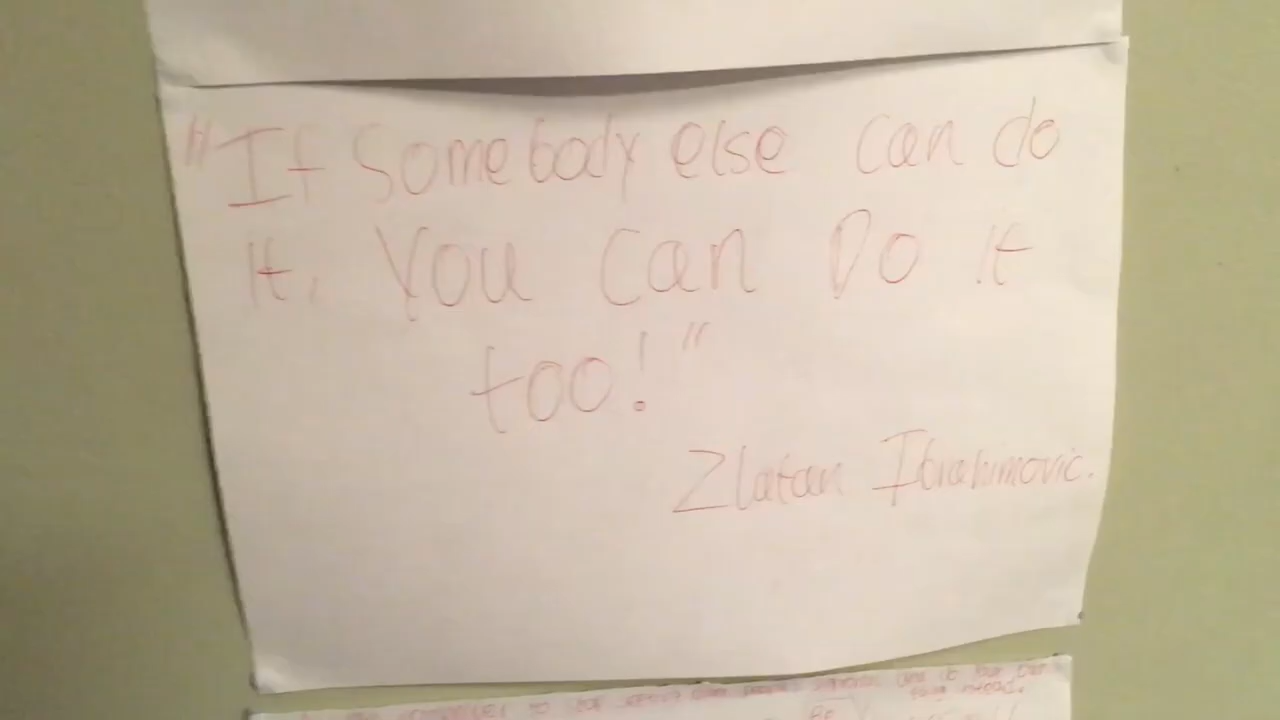 "If Somebody else can do
it, You can Do it
too!"
Zlatan Ibrahimovic.